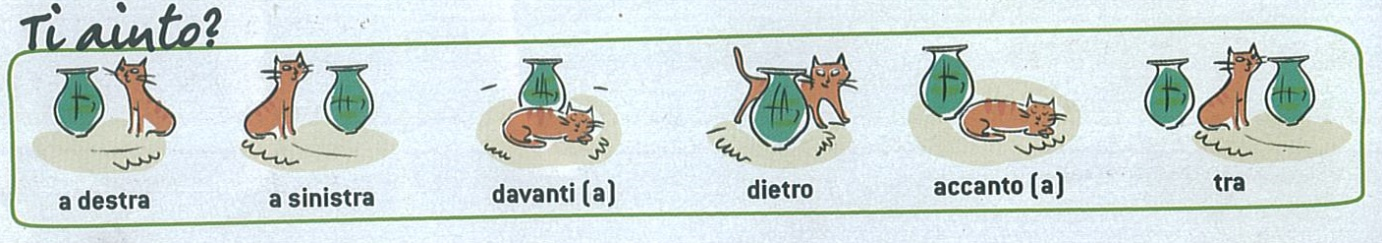 Ti aiuto?
a destra a sinistra davanti (a) dietro accanto (a) tra